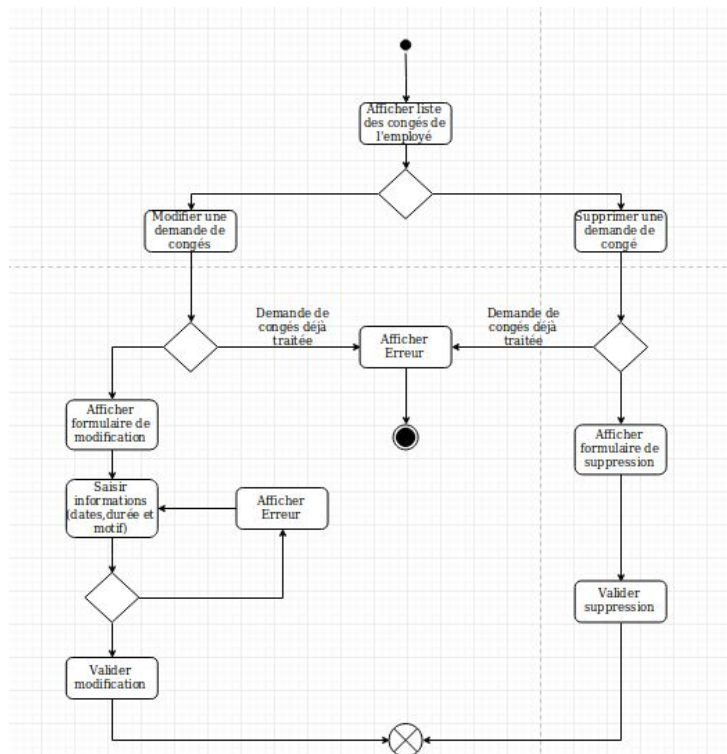 Afficher liste
des congés de
l'employé
Modifier une
demande de
congés
Supprimer une
demande de
congé
Demande de
congés déjà
traitée
Afficher
Erreur
Demande de
congés déjà
traitée
Afficher
formulaire de
modification
Afficher
formulaire de
suppression
Saisir
informations
(dates,durée et
motif)
Afficher
Erreur
Valider
suppression
Valider
modification